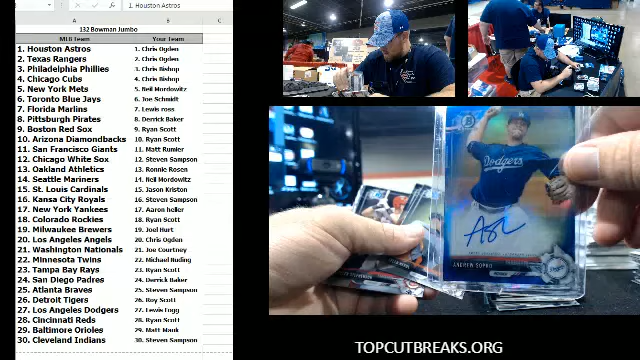 1. Houston Astros
A
B
C
132 Bowman Jumbo
MLB Team
Your Team
1. Houston Astros
1. Chris Ogden
2. Texas Rangers
2. Chris Ogden
3. Philadelphia Phillies
3. Chris Bishop
4. Chicago Cubs
4. Chris Bishop
5. New York Mets
5. Neil Mordowitz
6. Toronto Blue Jays
6. Joe Schmidt
7. Florida Marlins
7. Lewis ross
8. Pittsburgh Pirates
8. Derrick Baker
9. Boston Red Sox
9. Ryan Scott
10. Arizona Diamondbacks
10. Ryan Scott
11. San Francisco Giants
11. Matt Rumler
12. Chicago White Sox
12. Steven Sampson
13. Oakland Athletics
13. Ronnie Rosen
14. Seattle Mariners
14. Neil Mordowitz
15. St. Louis Cardinals
15. Jason Kriston
16. Kansas City Royals
16. Steven Sampson
17. New York Yankees
17. Aaron heller
18. Colorado Rockies
18. Ryan Scott
19. Milwaukee Brewers
19. Joel Hurt
20. Los Angeles Angels
20. Chris Ogden
21. Washington Nationals
21. Joe Courtney
22. Minnesota Twins
22. Michael Ruding
23. Tampa Bay Rays
23. Ryan Scott
24. San Diego Padres
24. Derrick Baker
25. Atlanta Braves
25. Steven Sampson
26. Detroit Tigers
26. Roy Scott
27. Los Angeles Dodgers
27. Lewis Fogg
28. Cincinnati Reds
28. Ryan Scott
29. Baltimore Orioles
29. Matt Mauk
30. Cleveland Indians
30. Steven Sampson
Dodgers
ANDREW SOPKO
TOPCUTBREAKS.ORG